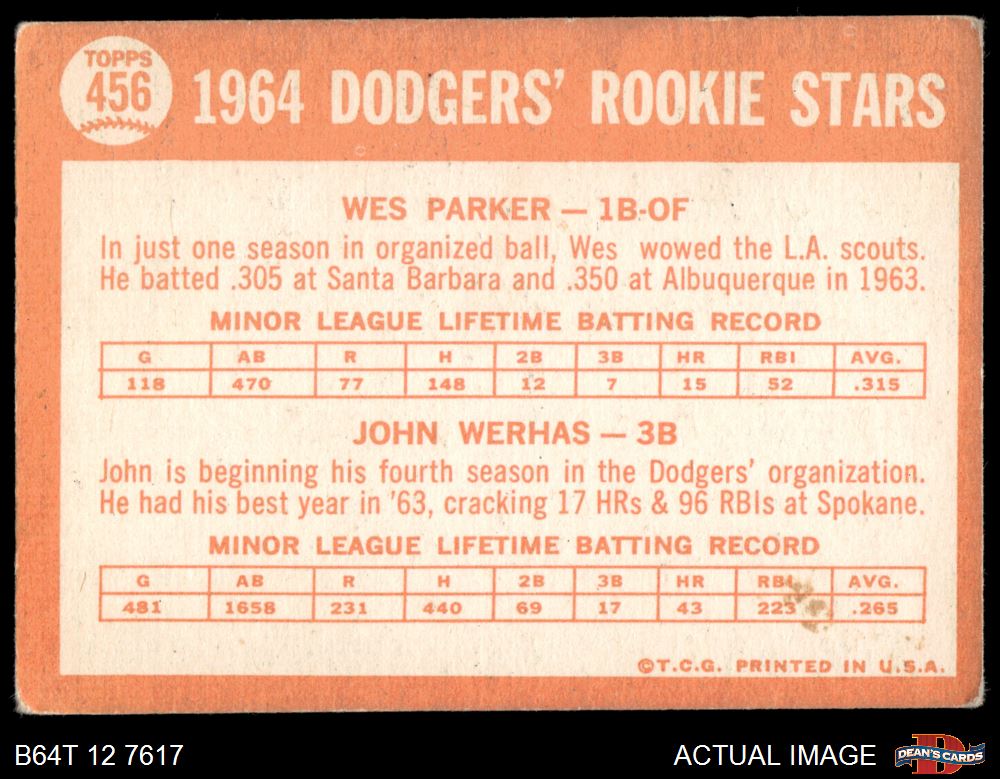 TOPPS
456
1964 DODGERS' ROOKIE STARS
WES PARKER — 1B-OF
In just one season in organized ball, Wes wowed the L.A. scouts.
He batted .305 at Santa Barbara and .350 at Albuquerque in 1963.
MINOR LEAGUE LIFETIME BATTING RECORD
G AB R H 2B 3B HR RBI AVG.
118 470 77 148 12 7 15 52 .315
JOHN WERHAS — 3B
John is beginning his fourth season in the Dodgers' organization.
He had his best year in '63, cracking 17 HRs & 96 RBIs at Spokane.
MINOR LEAGUE LIFETIME BATTING RECORD
G AB R H 2B 3B HR RBI AVG.
481 1658 231 440 69 17 43 223 .265
©T.C.G. PRINTED IN U.S.A.
B64T 12 7617
ACTUAL IMAGE
D
DEAN'S CARDS